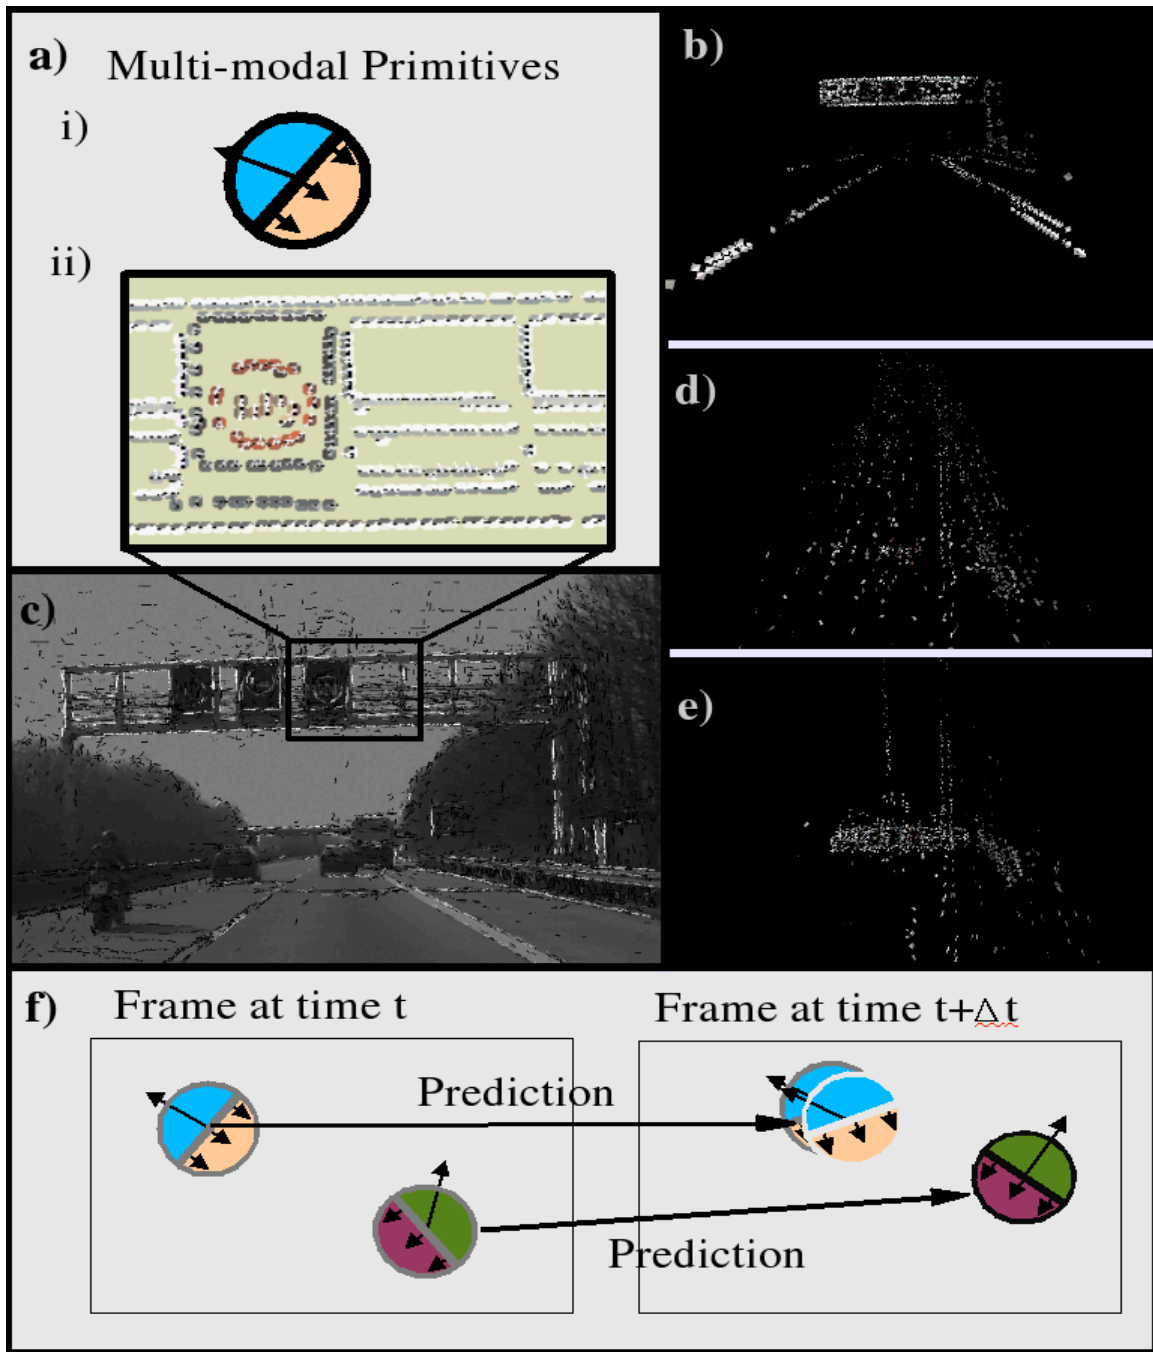 a) Multi-modal Primitives
i)
ii)
b)
c)
d)
e)
f) Frame at time t
Frame at time t+Δt
Prediction
Prediction